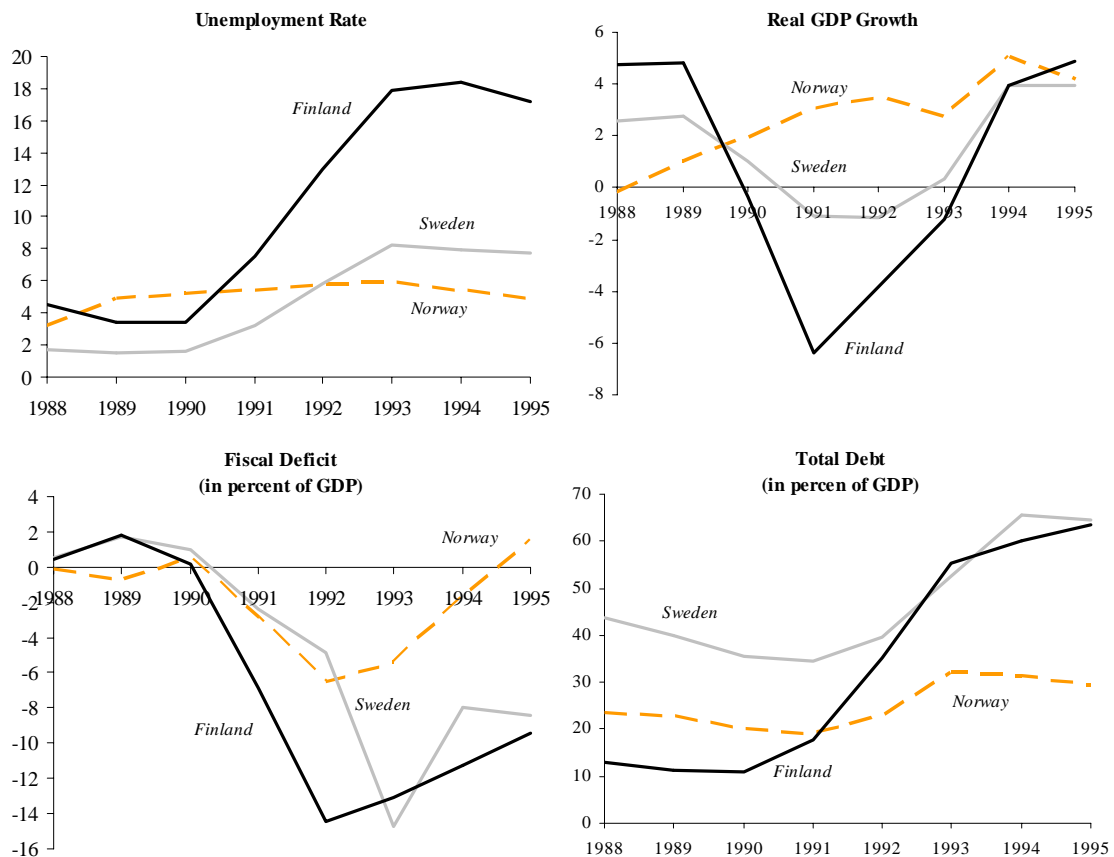 Unemployment Rate
20
18
16
14
12
10
8
6
4
2
0
Finland
Sweden
Norway
1988 1989 1990 1991 1992 1993 1994 1995
Real GDP Growth
6
4
2
0
-2
-4
-6
-8
Norway
Sweden
1988 1989 1990 1991 1992 1993 1994 1995
Finland
Fiscal Deficit
(in percent of GDP)
4
2
0
-2
-4
-6
-8
-10
-12
-14
-16
Norway
1988 1989 1990 1991 1992 1993 1994 1995
Sweden
Finland
Total Debt
(in percen of GDP)
70
60
50
40
30
20
10
0
Sweden
Norway
Finland
1988 1989 1990 1991 1992 1993 1994 1995